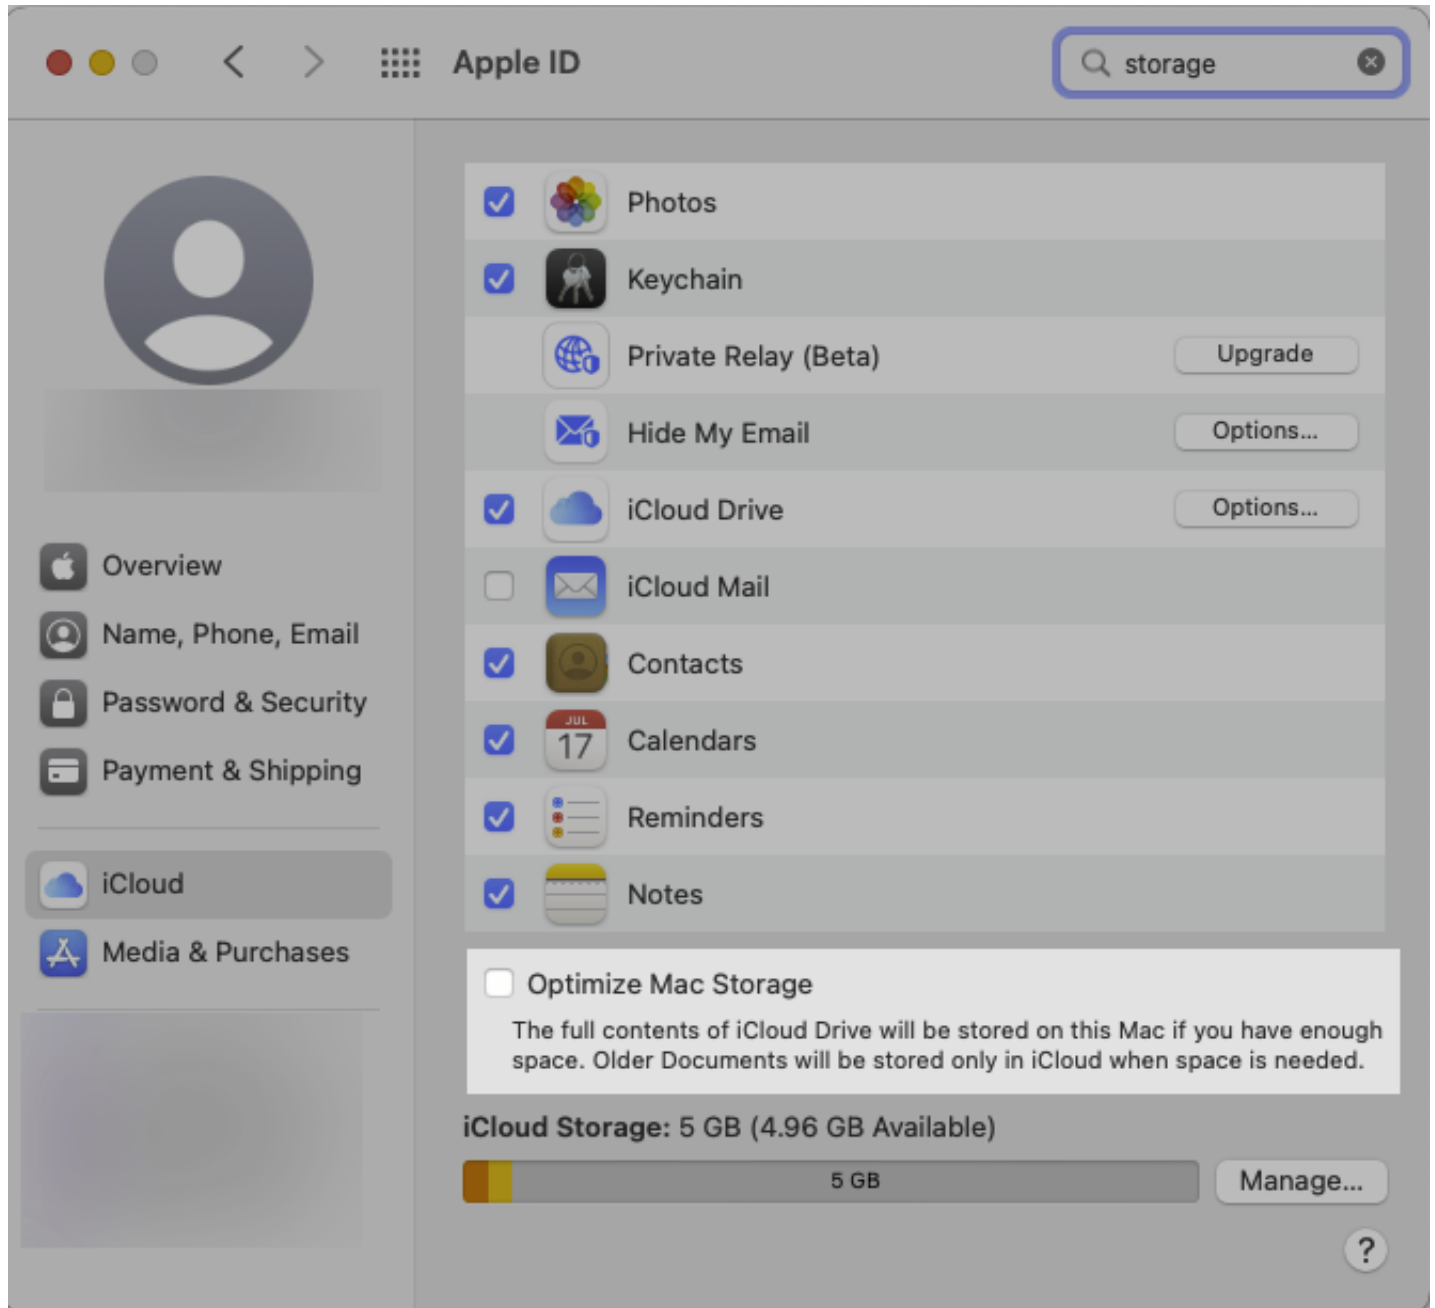 Apple ID
storage
Photos
Keychain
Private Relay (Beta)
Upgrade
Hide My Email
Options...
iCloud Drive
Options...
iCloud Mail
Contacts
JUL
17
Calendars
Reminders
Notes
Overview
Name, Phone, Email
Password & Security
Payment & Shipping
iCloud
Media & Purchases
Optimize Mac Storage
The full contents of iCloud Drive will be stored on this Mac if you have enough
space. Older Documents will be stored only in iCloud when space is needed.
iCloud Storage: 5 GB (4.96 GB Available)
5 GB
Manage...
?